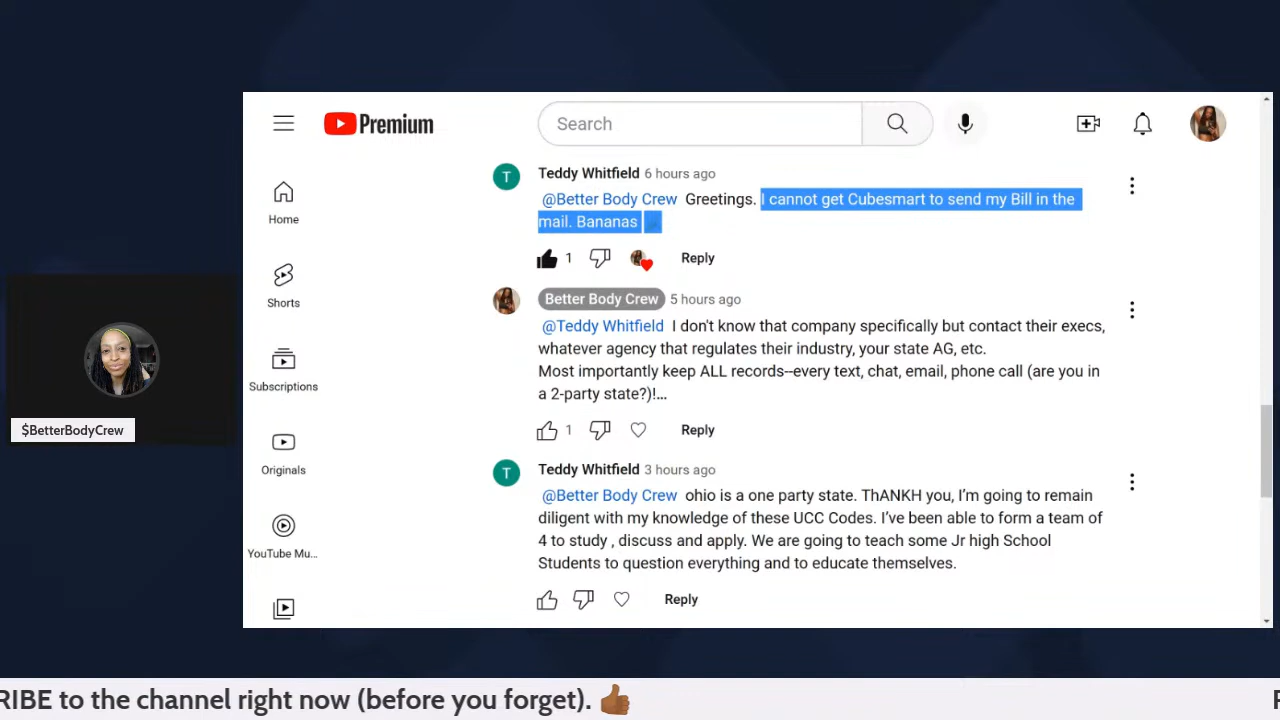 Premium
Search
Home
Shorts
Subscriptions
Originals
YouTube Mu...
T
Teddy Whitfield 6 hours ago
@Better Body Crew Greetings. I cannot get Cubesmart to send my Bill in the
mail. Bananas
1 Reply
Better Body Crew 5 hours ago
@Teddy Whitfield I don't know that company specifically but contact their execs,
whatever agency that regulates their industry, your state AG, etc.
Most importantly keep ALL records--every text, chat, email, phone call (are you in
a 2-party state?)!...
1 Reply
T
Teddy Whitfield 3 hours ago
@Better Body Crew ohio is a one party state. ThANKH you, I'm going to remain
diligent with my knowledge of these UCC Codes. I've been able to form a team of
4 to study , discuss and apply. We are going to teach some Jr high School
Students to question everything and to educate themselves.
Reply
$BetterBodyCrew
RIBE to the channel right now (before you forget). 👍🏾